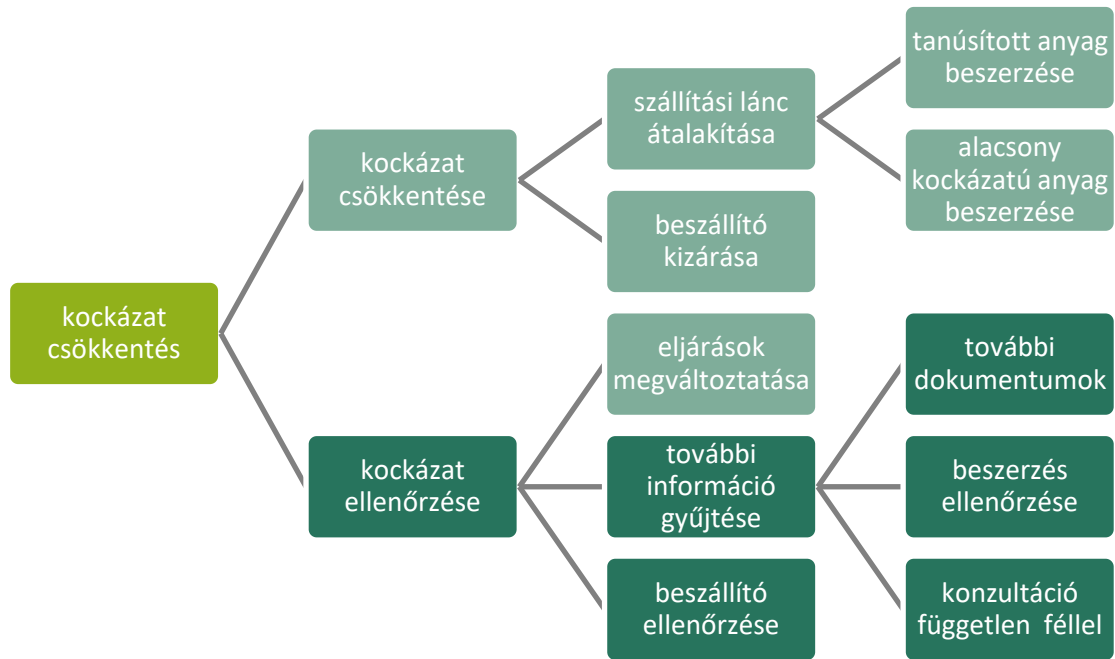 kockázat
csökkentés
kockázat
csökkentése
szállítási lánc
átalakítása
tanúsított anyag
beszerzése
alacsony
kockázatú anyag
beszerzése
beszállító
kizárása
kockázat
ellenőrzése
eljárások
megváltoztatása
további
információ
gyűjtése
további
dokumentumok
beszerzés
ellenőrzése
konzultáció
független féllel
beszállító
ellenőrzése